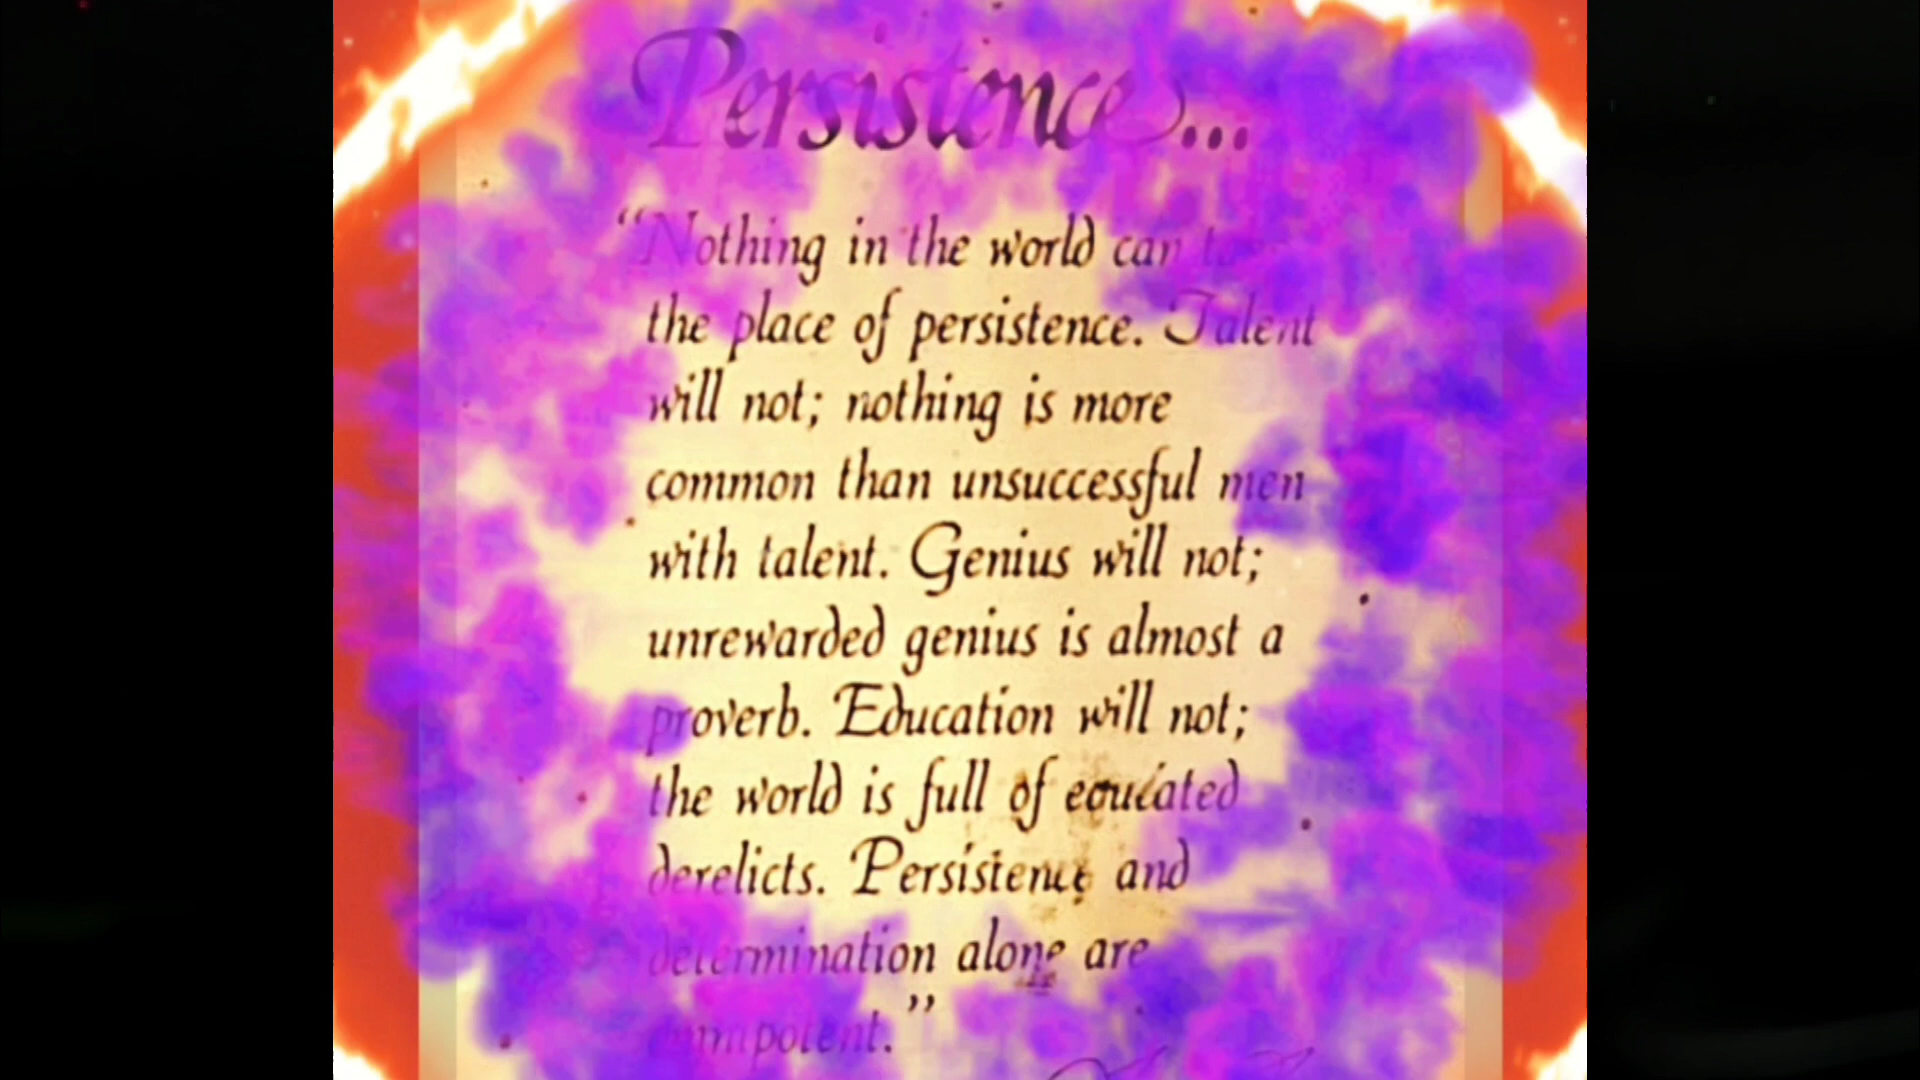 Persistence...
“Nothing in the world can
the place of persistence. Talent
will not; nothing is more
common than unsuccessful men
with talent. Genius will not;
unrewarded genius is almost a
proverb. Education will not;
the world is full of educated
derelicts. Persistence and
determination alone are
omnipotent.”